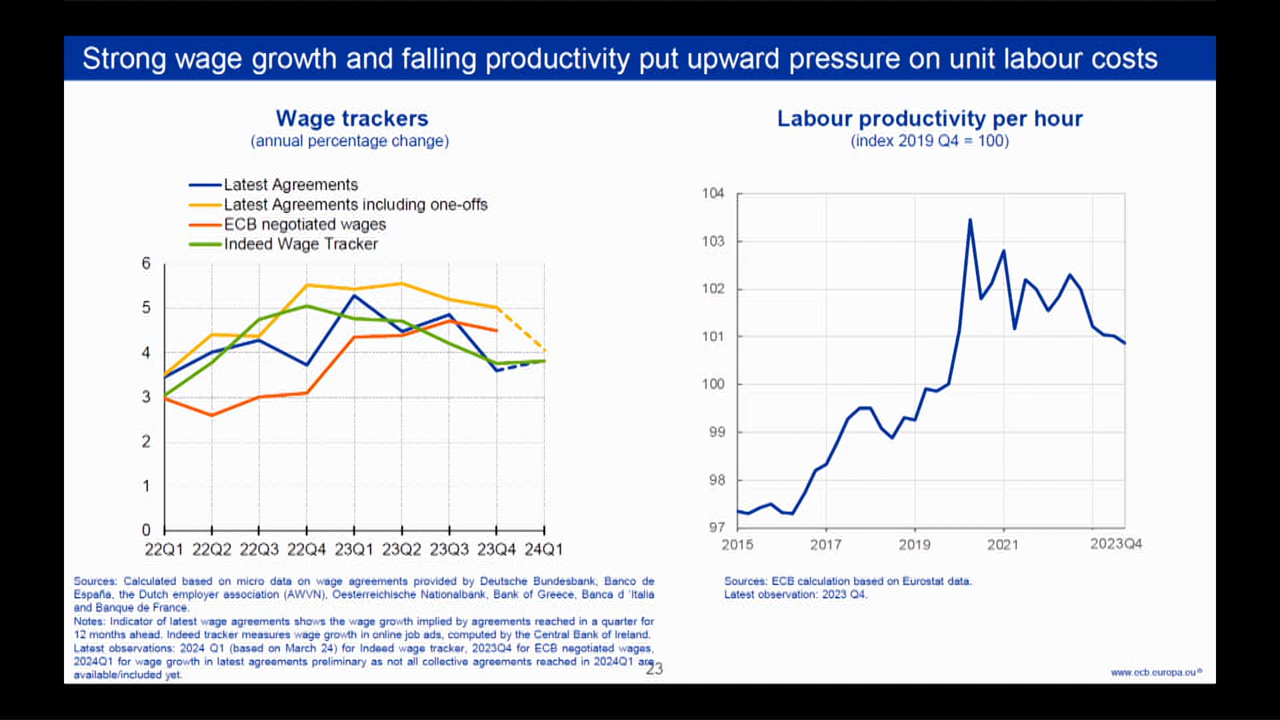 Strong wage growth and falling productivity put upward pressure on unit labour costs
Wage trackers
(annual percentage change)
Latest Agreements
Latest Agreements including one-offs
ECB negotiated wages
Indeed Wage Tracker
6
5
4
3
2
1
0
22Q1 22Q2 22Q3 22Q4 23Q1 23Q2 23Q3 23Q4 24Q1
Sources: Calculated based on micro data on wage agreements provided by Deutsche Bundesbank, Banco de
España, the Dutch employer association (AWVN), Oesterreichische Nationalbank, Bank of Greece, Banca d 'Italia
and Banque de France.
Notes: Indicator of latest wage agreements shows the wage growth implied by agreements reached in a quarter for
12 months ahead. Indeed tracker measures wage growth in online job ads, computed by the Central Bank of Ireland.
Latest observations: 2024 Q1 (based on March 24) for Indeed wage tracker, 2023Q4 for ECB negotiated wages,
2024Q1 for wage growth in latest agreements preliminary as not all collective agreements reached in 2024Q1 are
available/included yet.
Labour productivity per hour
(index 2019 Q4 = 100)
104
103
102
101
100
99
98
97
2015 2017 2019 2021 2023Q4
Sources: ECB calculation based on Eurostat data.
Latest observation: 2023 Q4.
23
www.ecb.europa.eu ©